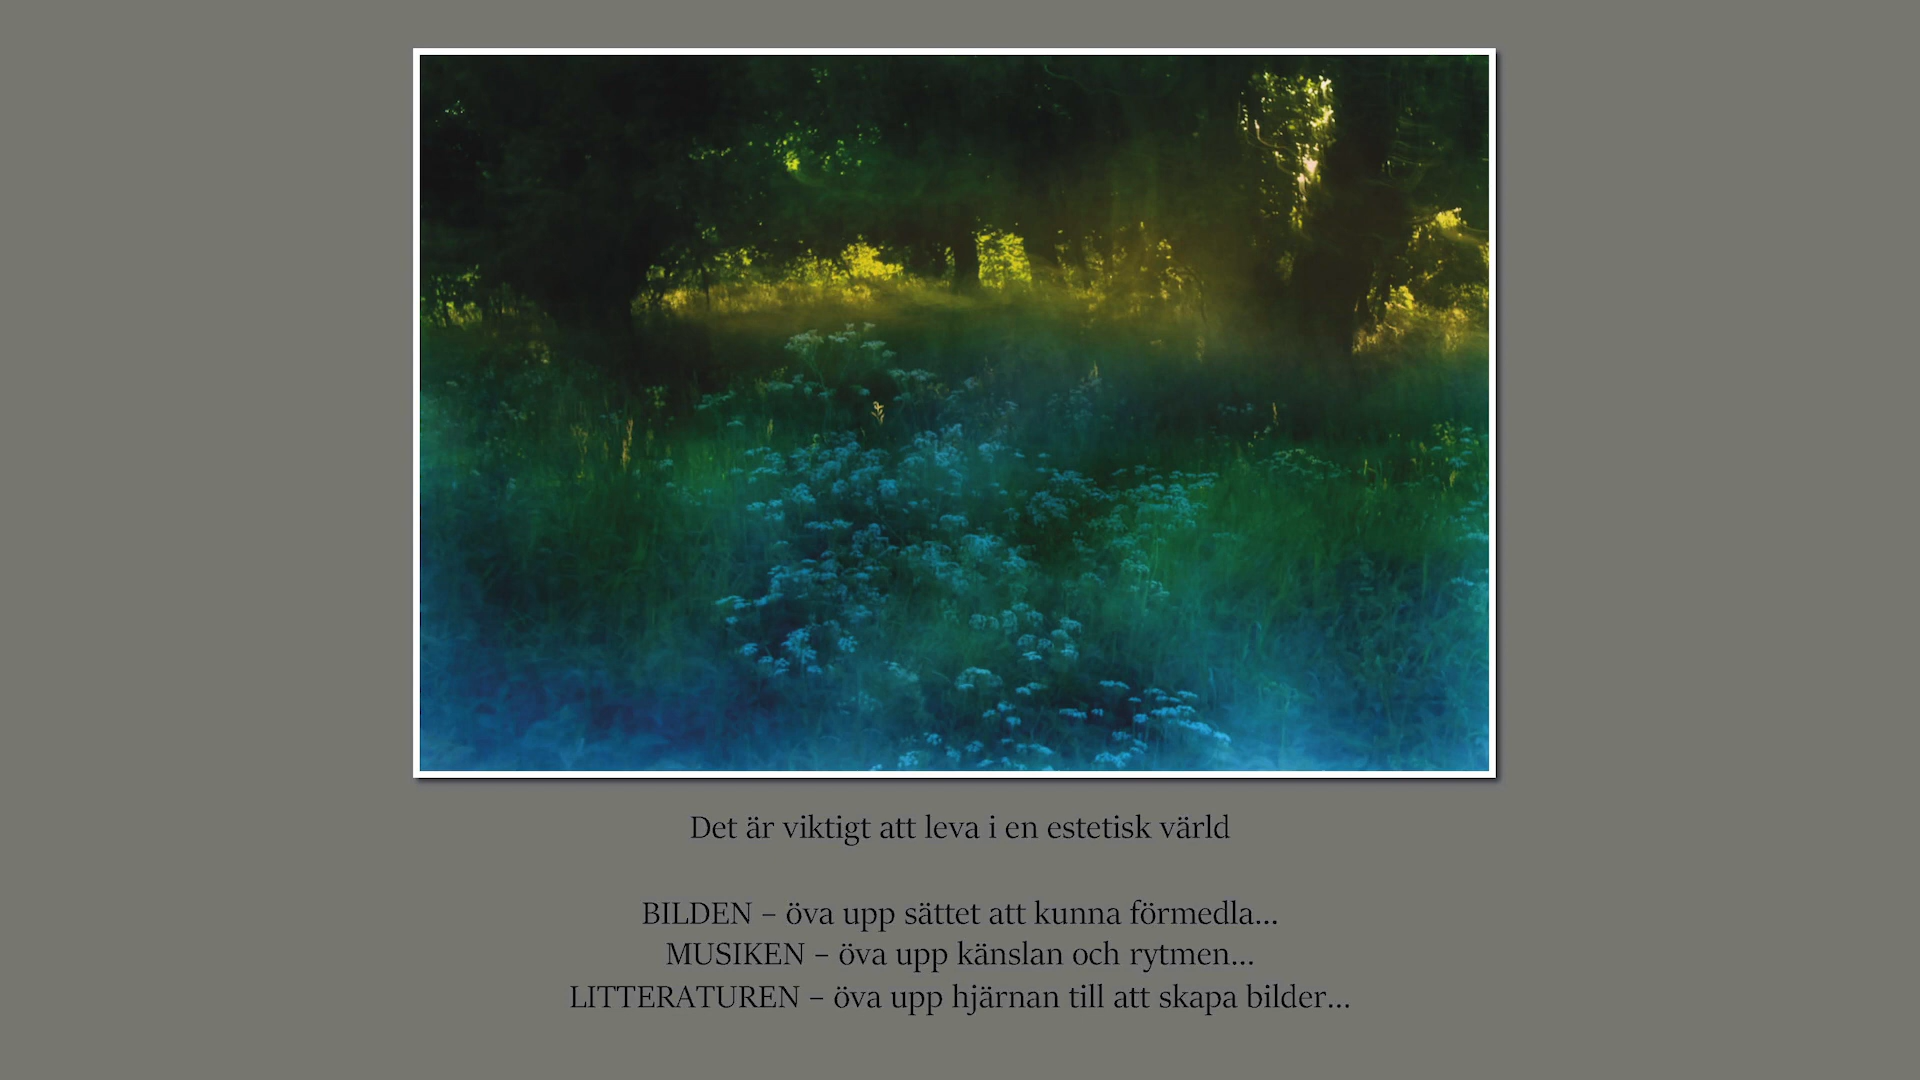 Det är viktigt att leva i en estetisk värld
BILDEN – öva upp sättet att kunna förmedla...
MUSIKEN – öva upp känslan och rytmen...
LITTERATUREN – öva upp hjärnan till att skapa bilder...